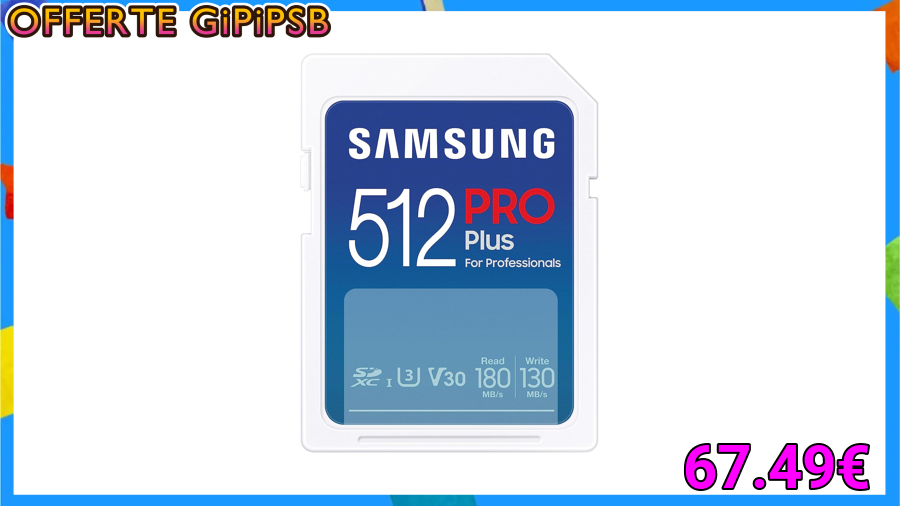 OFFERTE GiPiPSB
SAMSUNG
512 PRO
Plus
For Professionals
SD XC I U3 V30
Read 180 MB/s
Write 130 MB/s
67.49€